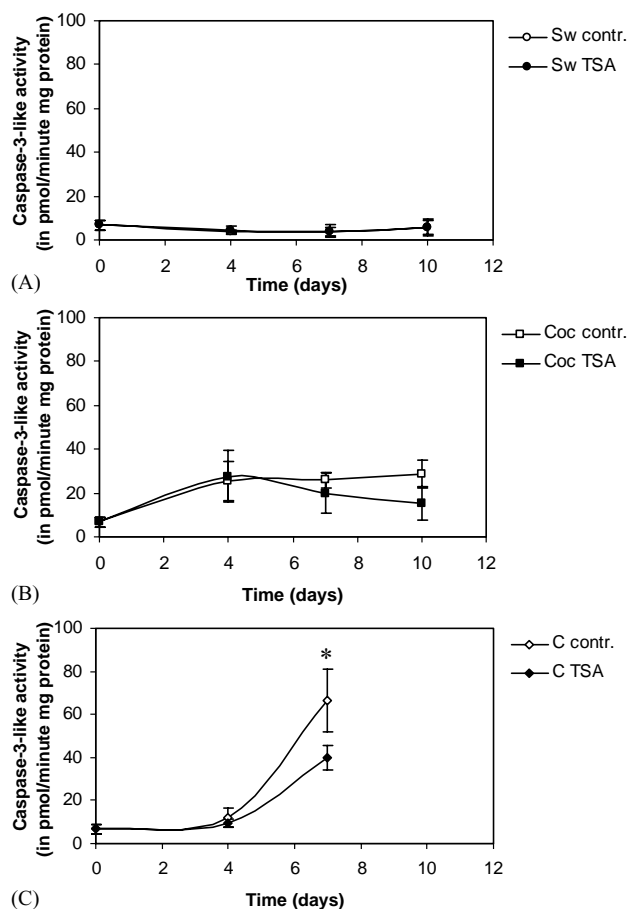 Caspase-3-like activity
(in pmol/minute mg protein)
100
80
60
40
20
0
0 2 4 6 8 10 12
Time (days)
Sw contr.
Sw TSA
(A)
Caspase-3-like activity
(in pmol/minute mg protein)
100
80
60
40
20
0
0 2 4 6 8 10 12
Time (days)
Coc contr.
Coc TSA
(B)
Caspase-3-like activity
(in pmol/minute mg protein)
100
80
60
40
20
0
*
0 2 4 6 8 10 12
Time (days)
C contr.
C TSA
(C)